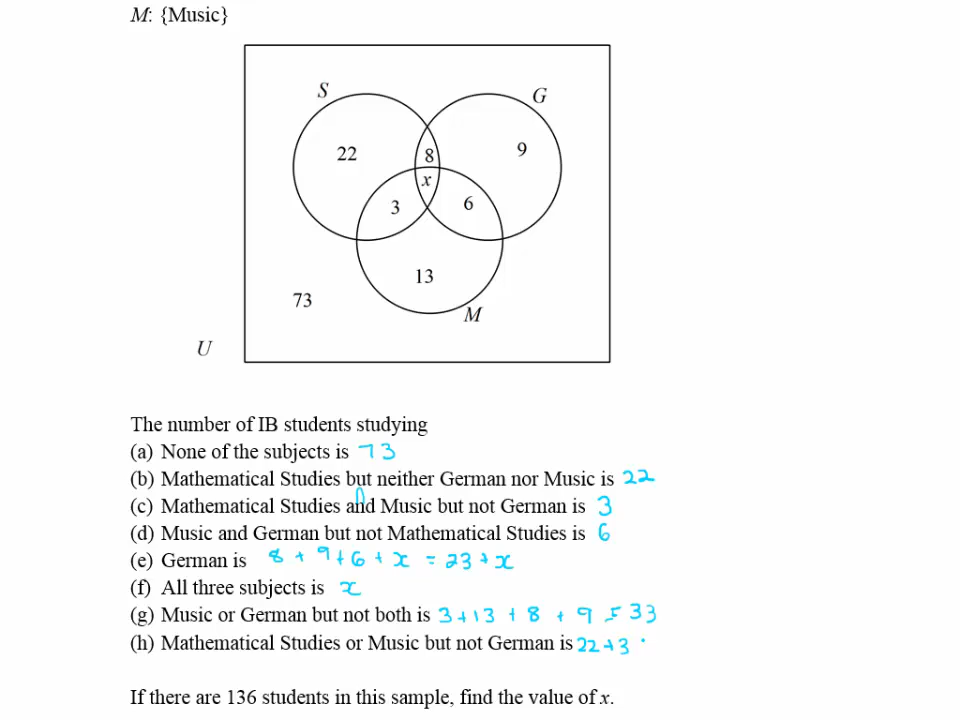 M: {Music}
S
G
22
8
9
x
3
6
13
73
M
U
The number of IB students studying
(a) None of the subjects is 73
(b) Mathematical Studies but neither German nor Music is 22
(c) Mathematical Studies and Music but not German is 3
(d) Music and German but not Mathematical Studies is 6
(e) German is 8 + 9 + 6 + x = 23 + x
(f) All three subjects is x
(g) Music or German but not both is 3 + 13 + 8 + 9 = 33
(h) Mathematical Studies or Music but not German is 22 + 3
If there are 136 students in this sample, find the value of x.